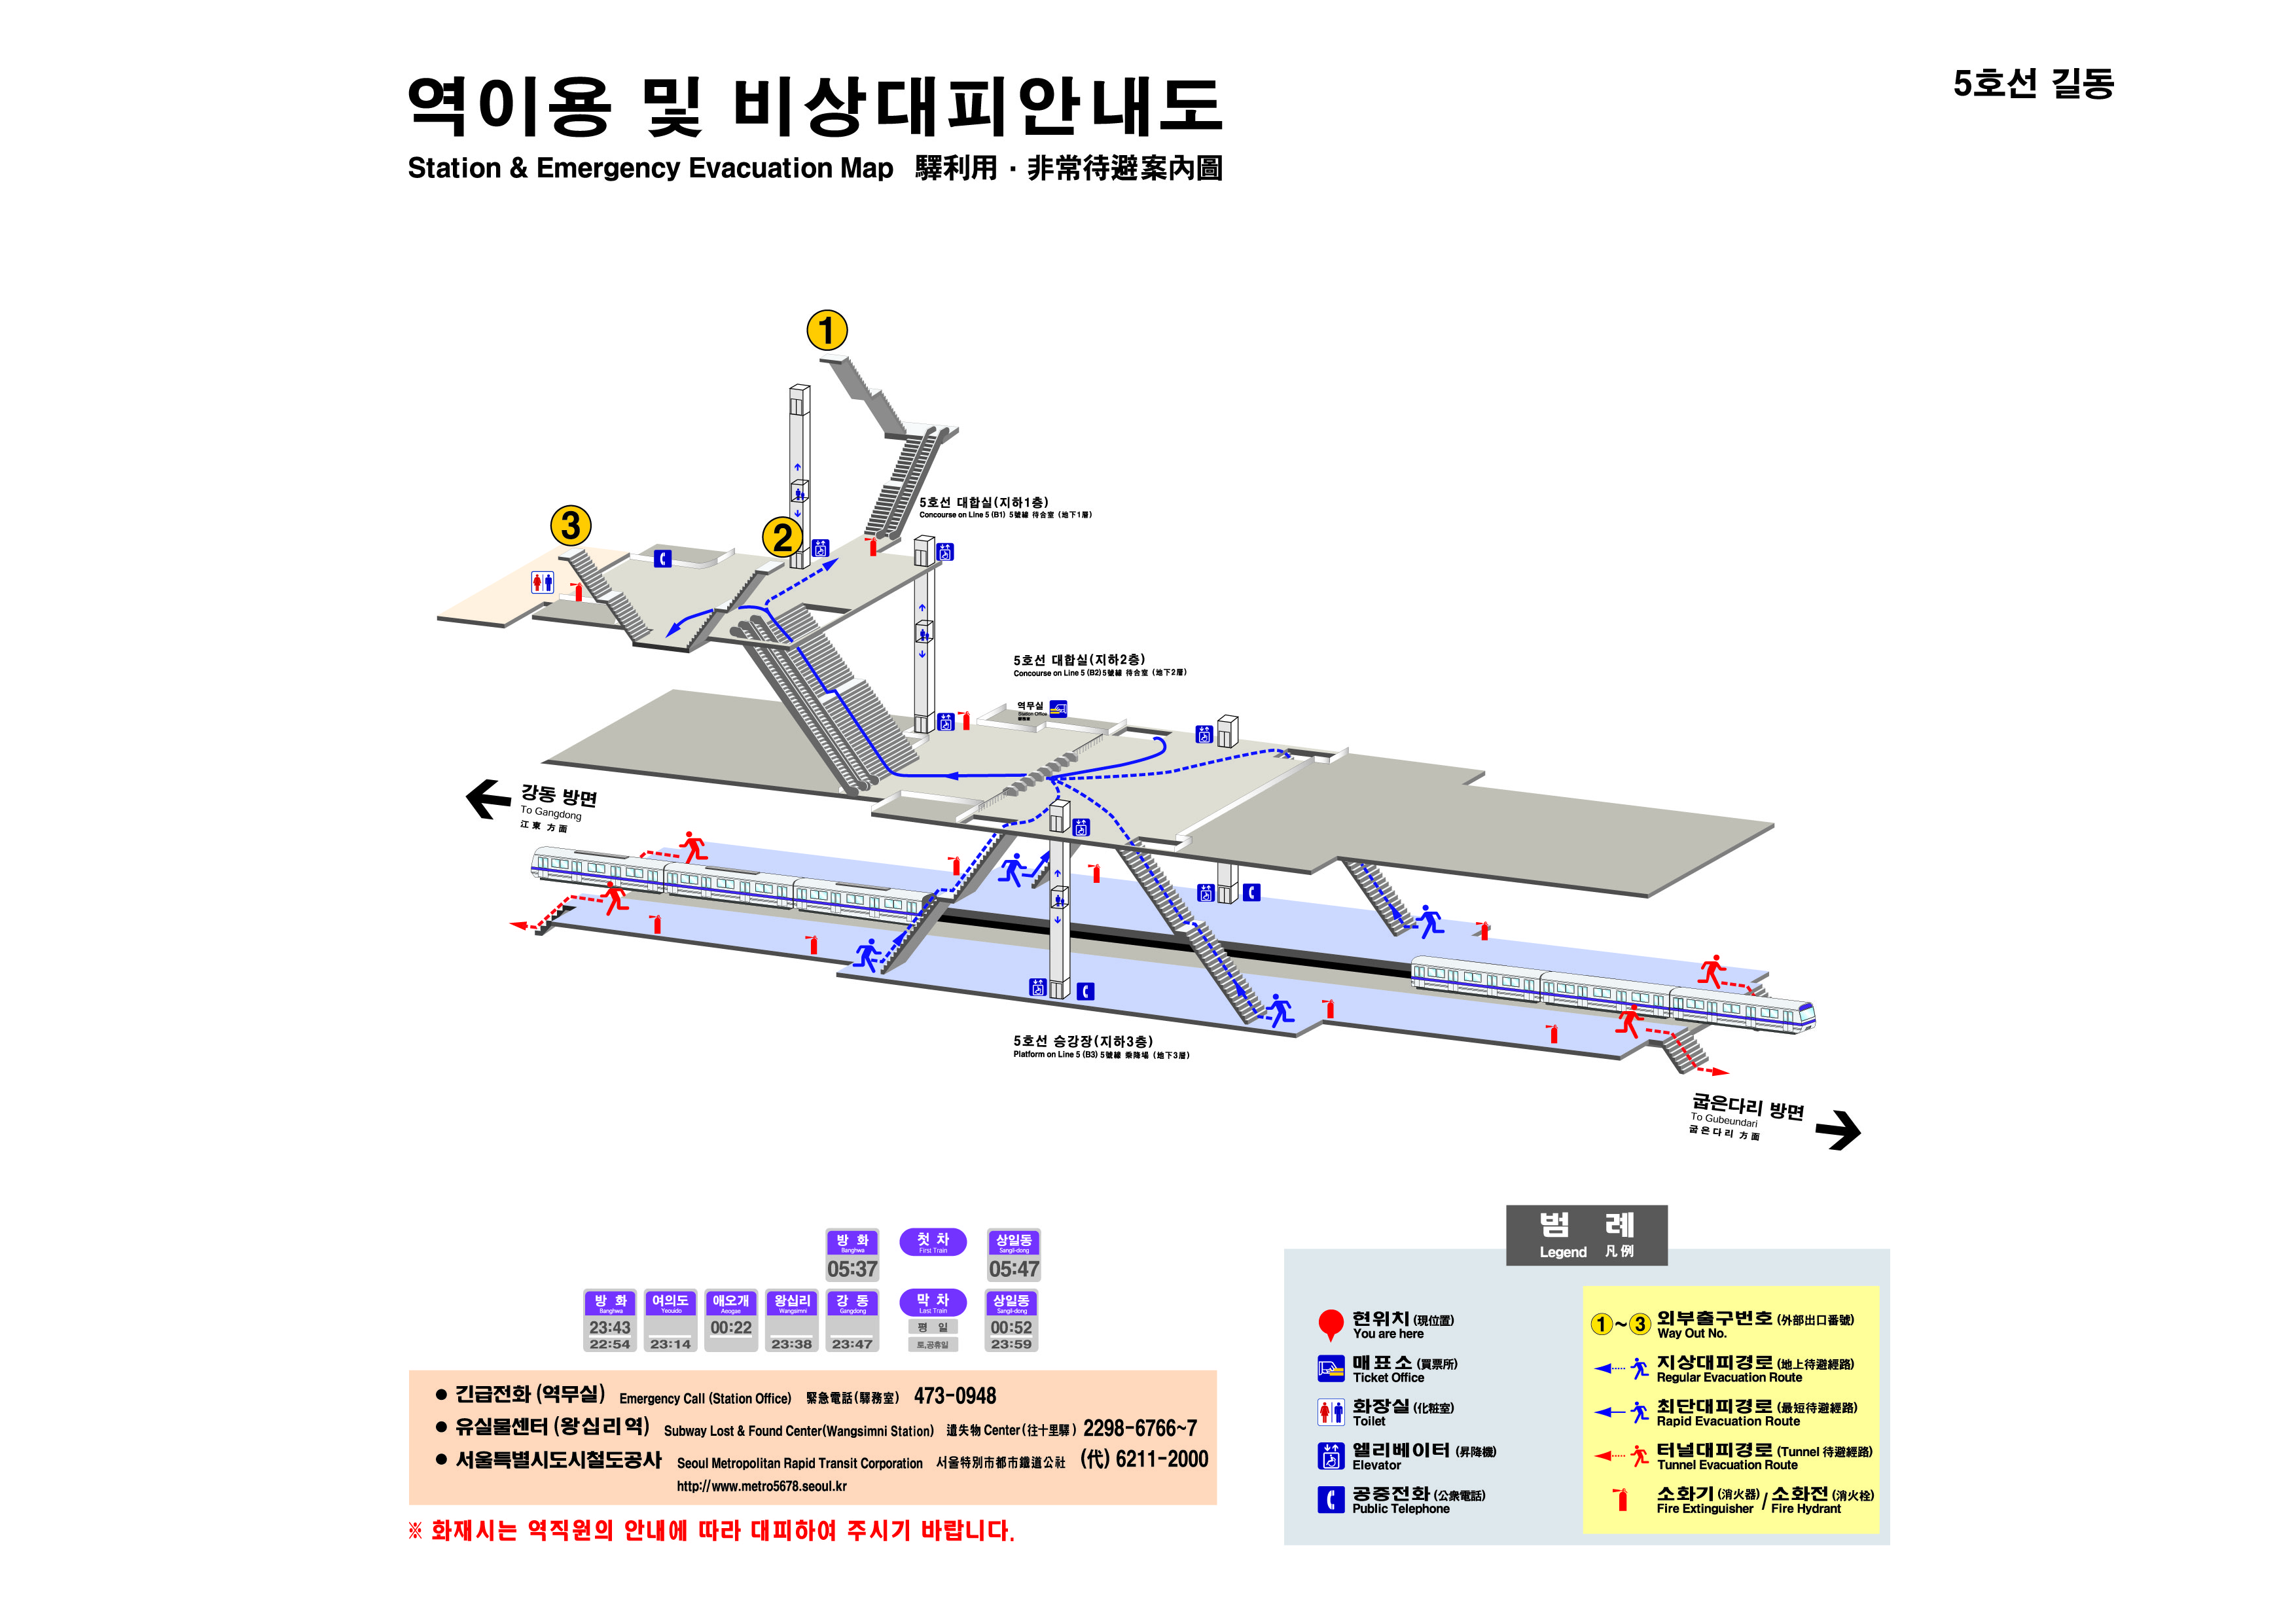 역이용 및 비상대피안내도
Station & Emergency Evacuation Map 驛利用 · 非常待避案內圖
5호선 길동
1
3
2
5호선 대합실(지하1층)
Concourse on Line 5 (B1) 5號線 待合室 (地下1層)
5호선 대합실(지하2층)
Concourse on Line 5 (B2) 5號線 待合室 (地下2層)
역무실
Station Office
驛務室
강동 방면
To Gangdong
江東 方面
5호선 승강장(지하3층)
Platform on Line 5 (B3) 5號線 乘降場 (地下3層)
굽은다리 방면
To Gubeundari
굽은다리 方面
방 화
Banghwa
05:37
첫 차
First Train
상일동
Sangil-dong
05:47
방 화
Banghwa
23:43
22:54
여의도
Yeouido
23:14
애오개
Aeogae
00:22
왕십리
Wangsimni
23:38
강 동
Gangdong
23:47
막 차
Last Train
평 일
토,공휴일
상일동
Sangil-dong
00:52
23:59
● 긴급전화 (역무실) Emergency Call (Station Office) 緊急電話(驛務室) 473-0948
● 유실물센터 (왕십리역) Subway Lost & Found Center(Wangsimni Station) 遺失物 Center (往十里驛) 2298-6766~7
● 서울특별시도시철도공사 Seoul Metropolitan Rapid Transit Corporation 서울特別市都市鐵道公社 (代) 6211-2000
http://www.metro5678.seoul.kr
※ 화재시는 역직원의 안내에 따라 대피하여 주시기 바랍니다.
범 례
Legend 凡例
현위치 (現位置)
You are here
매표소 (買票所)
Ticket Office
화장실 (化粧室)
Toilet
엘리베이터 (昇降機)
Elevator
공중전화 (公衆電話)
Public Telephone
1~3 외부출구번호 (外部出口番號)
Way Out No.
지상대피경로 (地上待避經路)
Regular Evacuation Route
최단대피경로 (最短待避經路)
Rapid Evacuation Route
터널대피경로 (Tunnel 待避經路)
Tunnel Evacuation Route
소화기 (消火器) / 소화전 (消火栓)
Fire Extinguisher / Fire Hydrant